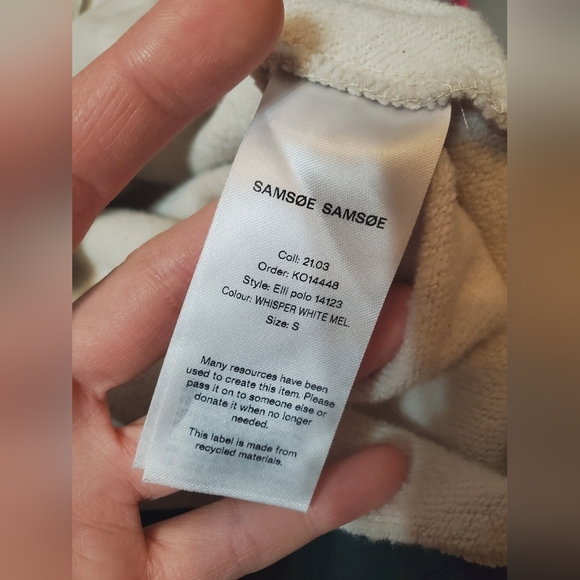 SAMSØE SAMSØE
Coll: 21.03
Order: KO14448
Style: Elli polo 14123
Colour: WHISPER WHITE MEL.
Size: S
Many resources have been
used to create this item. Please
pass it on to someone else or
donate it when no longer
needed.
This label is made from
recycled materials.